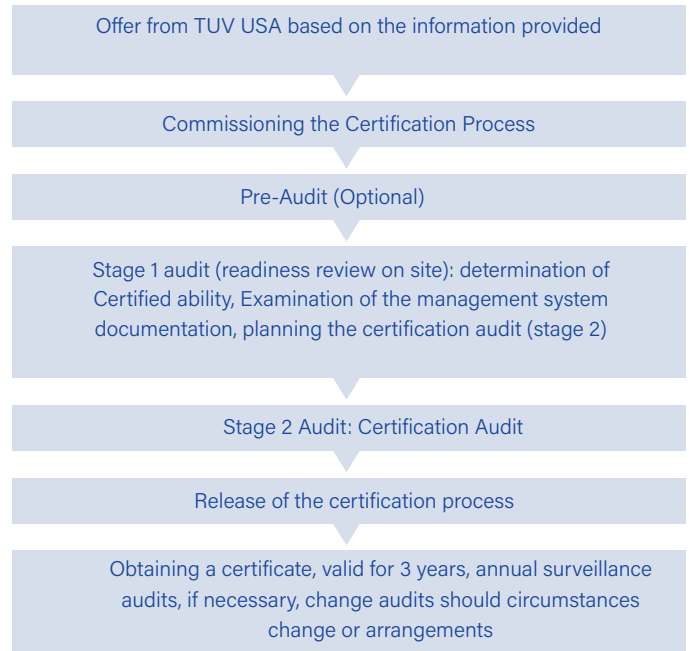 Offer from TUV USA based on the information provided
Commissioning the Certification Process
Pre-Audit (Optional)
Stage 1 audit (readiness review on site): determination of
Certified ability, Examination of the management system
documentation, planning the certification audit (stage 2)
Stage 2 Audit: Certification Audit
Release of the certification process
Obtaining a certificate, valid for 3 years, annual surveillance
audits, if necessary, change audits should circumstances
change or arrangements